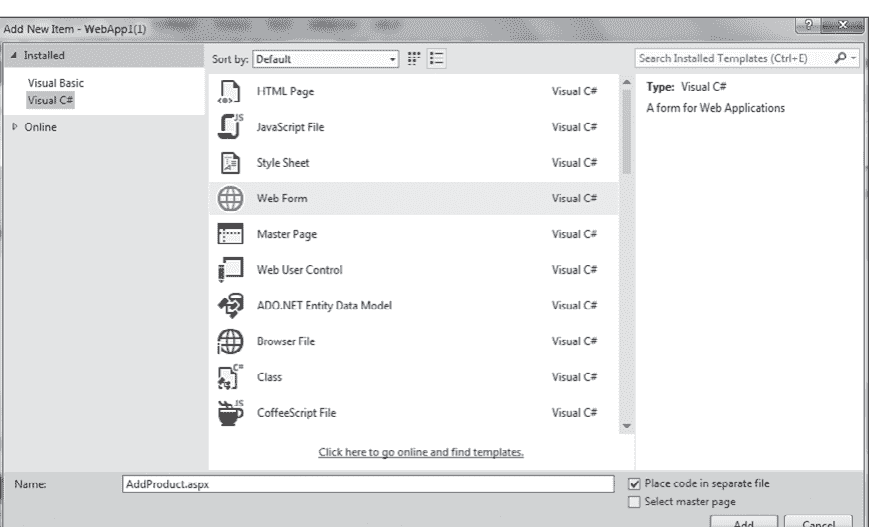 Add New Item - WebApp1(1)
Installed
Sort by: Default
Search Installed Templates (Ctrl+E)
Visual Basic
Visual C#
Online
HTML Page Visual C#
JavaScript File Visual C#
Style Sheet Visual C#
Web Form Visual C#
Master Page Visual C#
Web User Control Visual C#
ADO.NET Entity Data Model Visual C#
Browser File Visual C#
Class Visual C#
CoffeeScript File Visual C#
Type: Visual C#
A form for Web Applications
Click here to go online and find templates.
Name: AddProduct.aspx
Place code in separate file
Select master page
Add Cancel